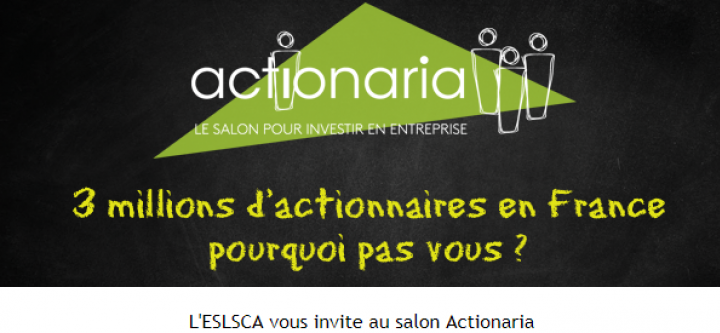 actionaria
LE SALON POUR INVESTIR EN ENTREPRISE
3 millions d'actionnaires en France
pourquoi pas vous ?
L'ESLSCA vous invite au salon Actionaria